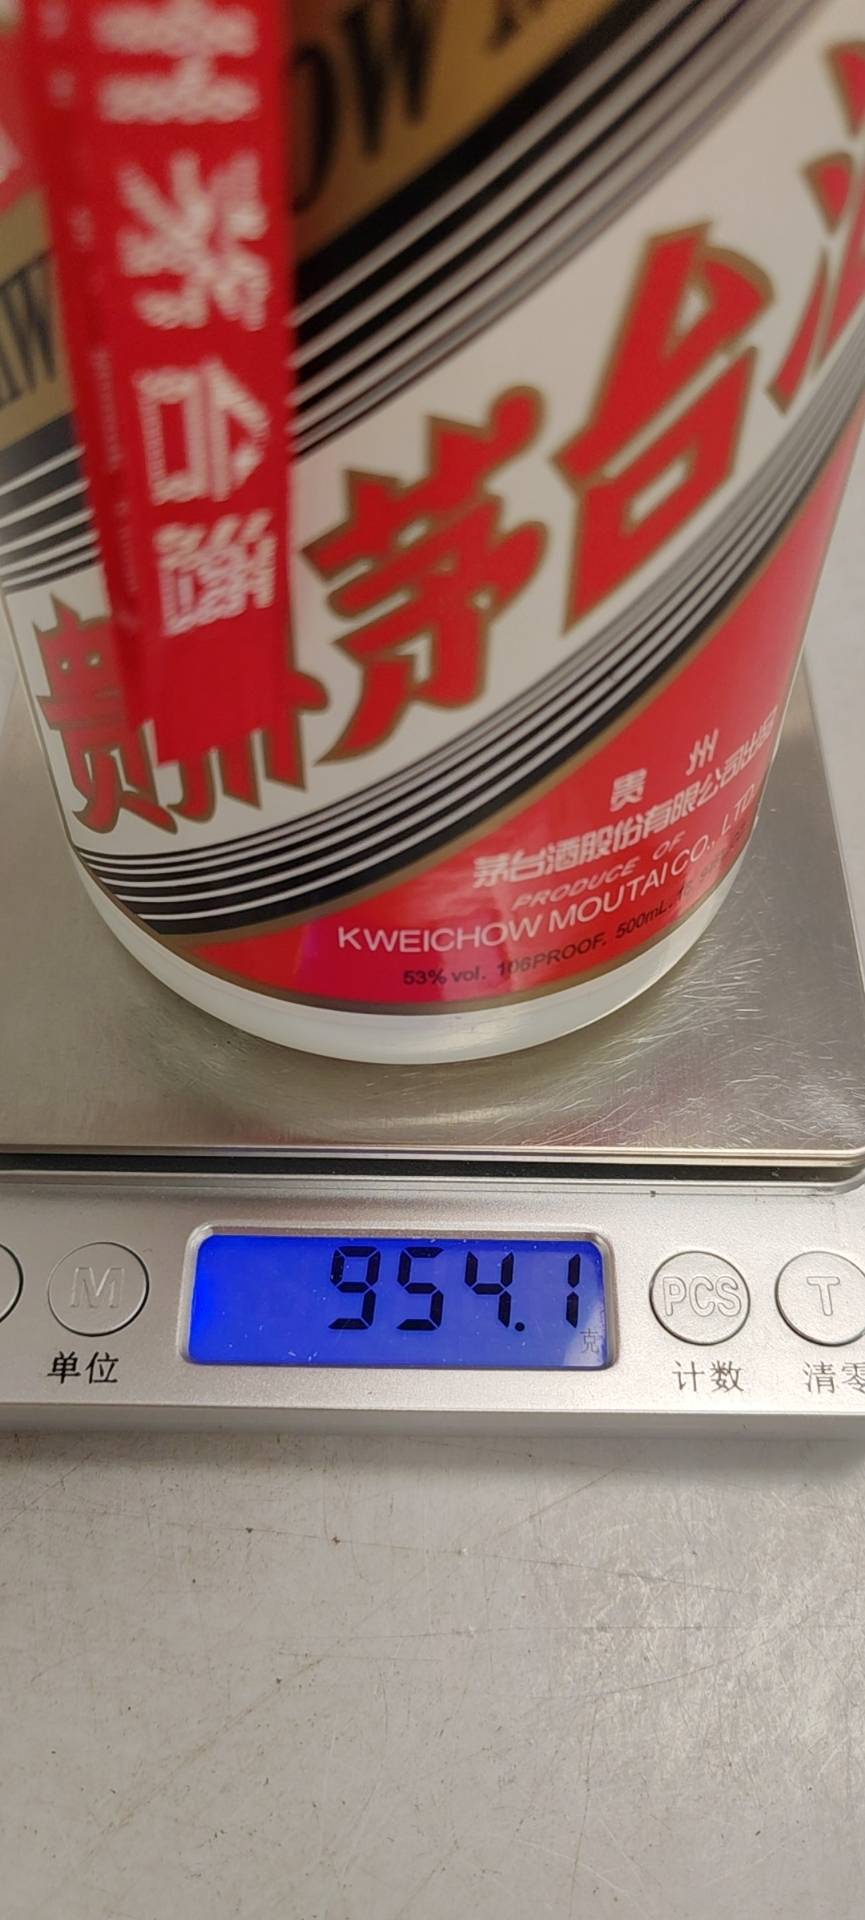 茅台酒
贵州茅台酒
贵 州
茅台酒股份有限公司出品
PRODUCE OF
KWEICHOW MOUTAI CO., LTD.
53% vol. 106PROOF. 500mL.
954.1
克
M
PCS
T
单位
计数
清零